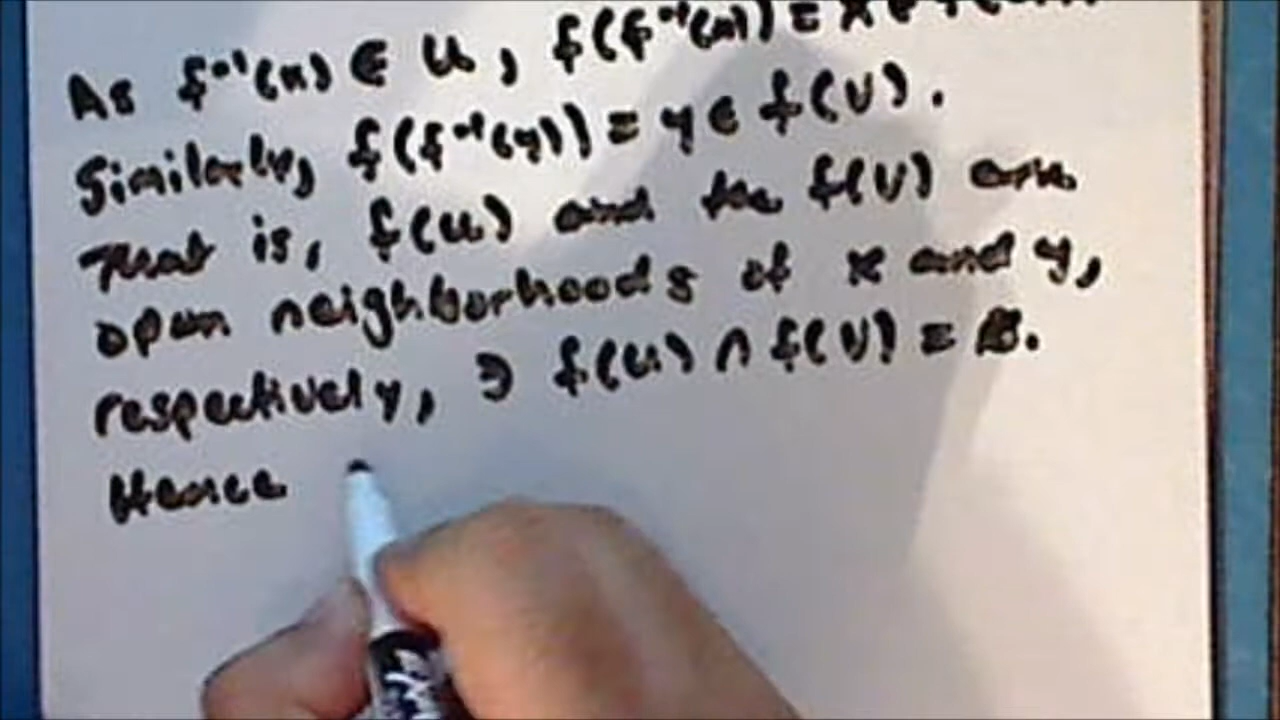 As f⁻¹(x) ∈ U, f(f⁻¹(x)) = x ∈
Similarly, f(f⁻¹(y)) = y ∈ f(V).
That is, f(U) and the f(V) are
open neighborhoods of x and y,
respectively, ∋ f(U) ∩ f(V) = Ø.
Hence